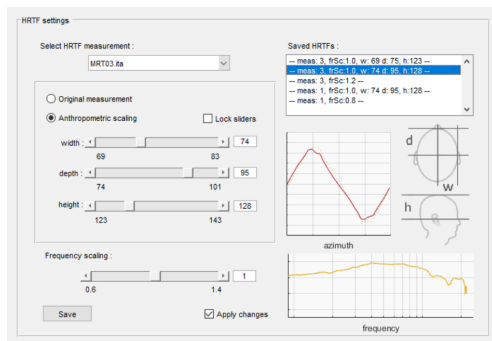 HRTF settings
Select HRTF measurement :
MRT03.ita
Original measurement
Anthropometric scaling
Lock sliders
width :
74
69
83
depth :
95
74
101
height :
128
123
143
Frequency scaling :
1
0.6
1.4
Save
Apply changes
Saved HRTFs :
-- meas: 3, frSc:1.0, w: 69 d: 75, h:123 --
-- meas: 3, frSc:1.0, w: 74 d: 95, h:128 --
-- meas: 3, frSc:1.2 --
-- meas: 1, frSc:1.0, w: 74 d: 95, h:128 --
-- meas: 1, frSc:0.8 --
azimuth
d
w
h
frequency